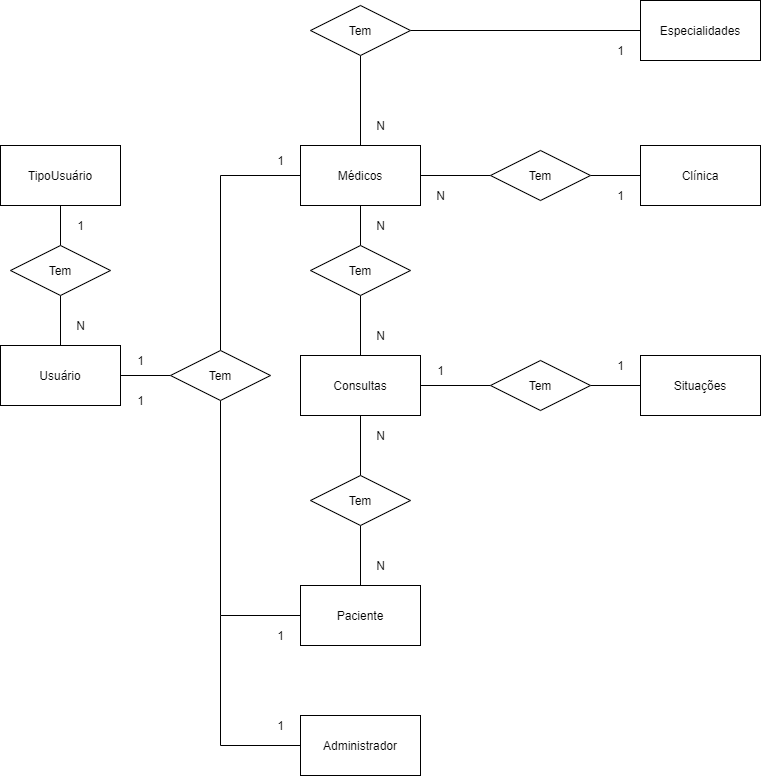 Tem
Especialidades
1
N
1
TipoUsuário
Médicos
Tem
Clínica
N
1
1
N
Tem
Tem
N
N
1
Usuário
Tem
1
Consultas
1
Tem
1
Situações
N
Tem
N
Paciente
1
1
Administrador